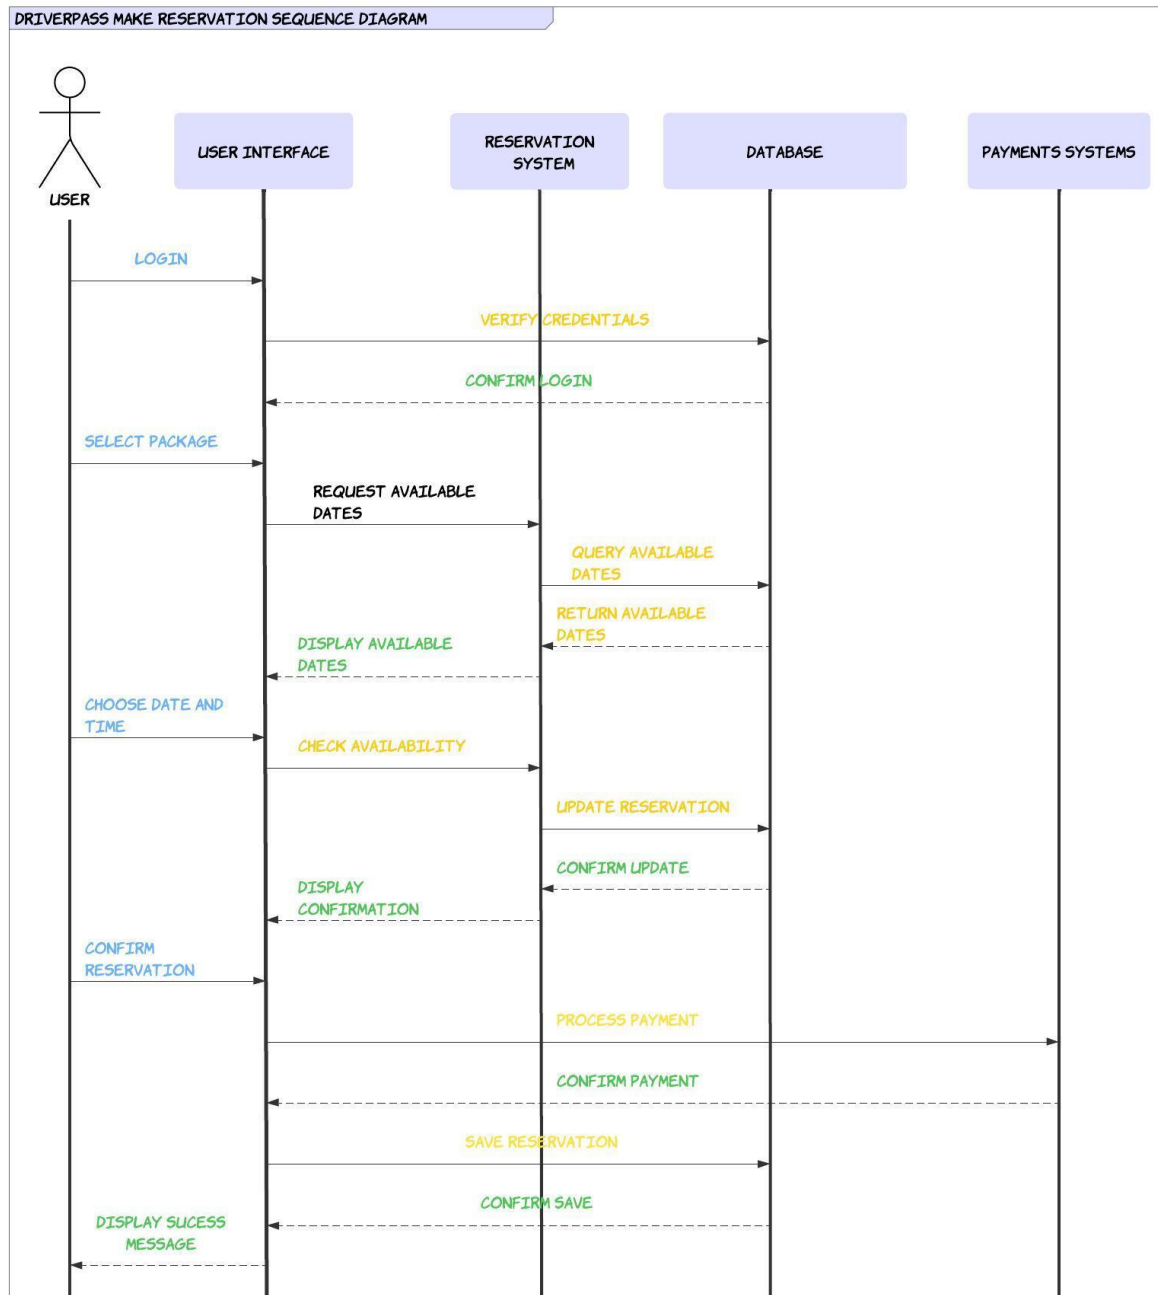 DRIVERPASS MAKE RESERVATION SEQUENCE DIAGRAM
USER
USER INTERFACE
RESERVATION
SYSTEM
DATABASE
PAYMENTS SYSTEMS
LOGIN
VERIFY CREDENTIALS
CONFIRM LOGIN
SELECT PACKAGE
REQUEST AVAILABLE
DATES
QUERY AVAILABLE
DATES
RETURN AVAILABLE
DATES
DISPLAY AVAILABLE
DATES
CHOOSE DATE AND
TIME
CHECK AVAILABILITY
UPDATE RESERVATION
CONFIRM UPDATE
DISPLAY
CONFIRMATION
CONFIRM
RESERVATION
PROCESS PAYMENT
CONFIRM PAYMENT
SAVE RESERVATION
CONFIRM SAVE
DISPLAY SUCESS
MESSAGE